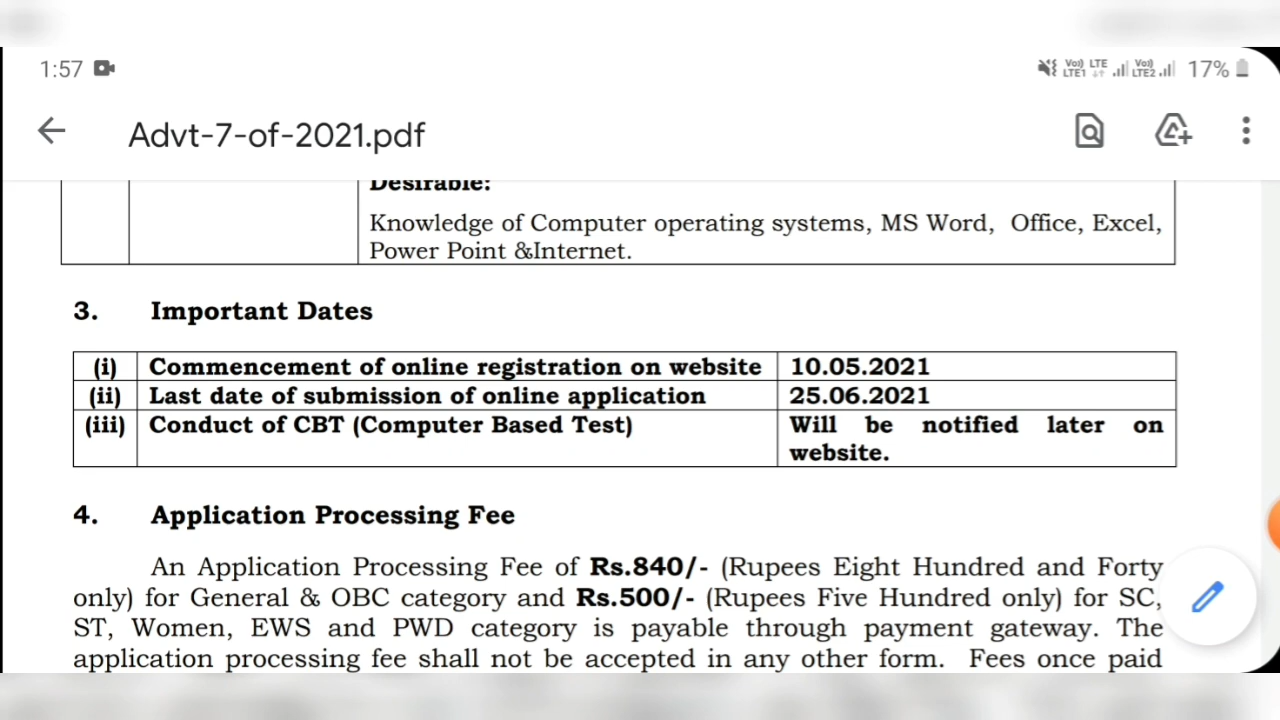 1:57
Vo) LTE Vo) 17%
LTE1 LTE2
Advt-7-of-2021.pdf
Desirable:
Knowledge of Computer operating systems, MS Word, Office, Excel,
Power Point &Internet.
3. Important Dates
(i) Commencement of online registration on website 10.05.2021
(ii) Last date of submission of online application 25.06.2021
(iii) Conduct of CBT (Computer Based Test) Will be notified later on
website.
4. Application Processing Fee
An Application Processing Fee of Rs.840/- (Rupees Eight Hundred and Forty
only) for General & OBC category and Rs.500/- (Rupees Five Hundred only) for SC,
ST, Women, EWS and PWD category is payable through payment gateway. The
application processing fee shall not be accepted in any other form. Fees once paid